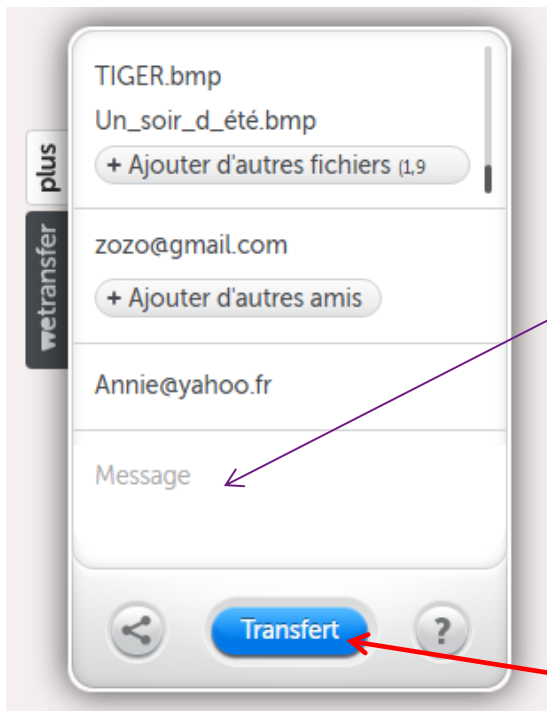 TIGER.bmp
Un_soir_d_été.bmp
+ Ajouter d'autres fichiers (1,9
plus
wetransfer
zozo@gmail.com
+ Ajouter d'autres amis
Annie@yahoo.fr
Message
Transfert
?